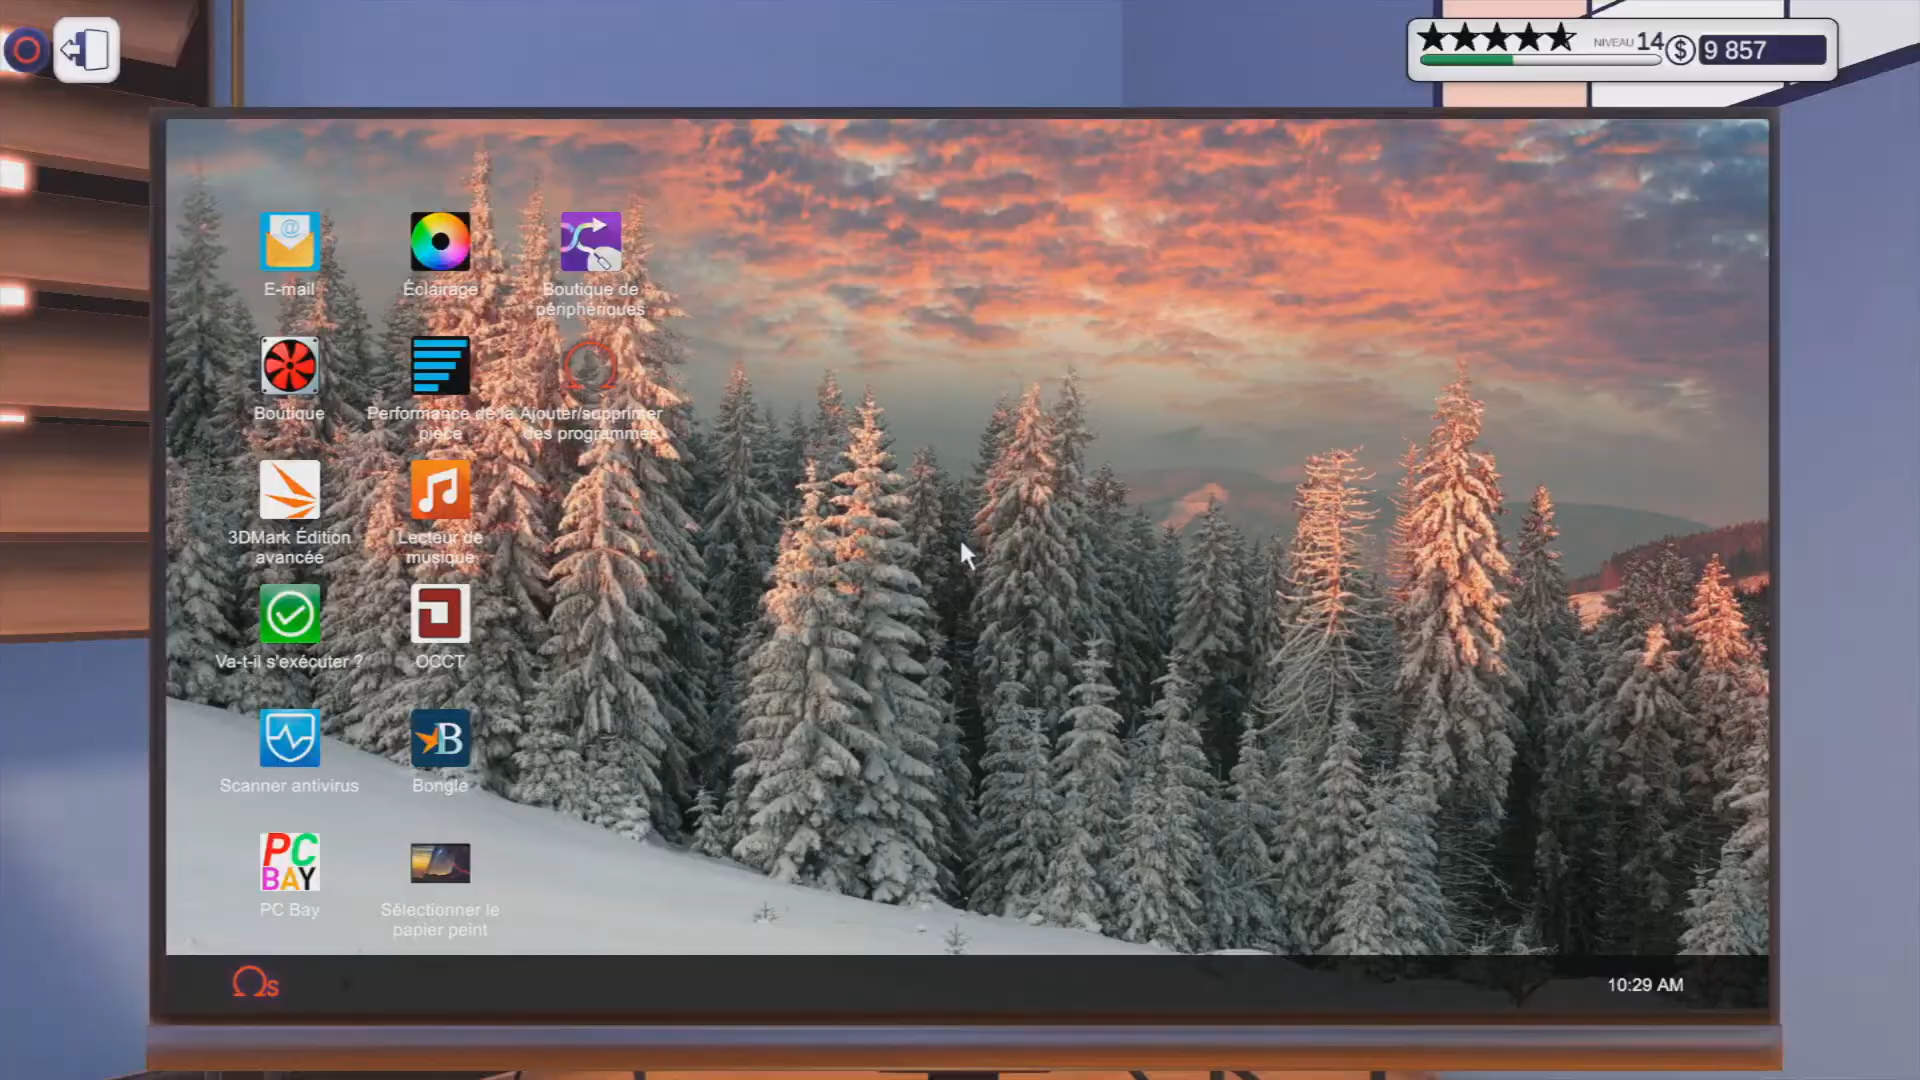 NIVEAU 14
$ 9 857
E-mail
Éclairage
Boutique de
périphériques
Boutique
Performance de la
pièce
Ajouter/supprimer
des programmes
3DMark Édition
avancée
Lecteur de
musique
Va-t-il s'exécuter ?
OCCT
Scanner antivirus
B
Bongle
PC
BAY
PC Bay
Sélectionner le
papier peint
Ωs
10:29 AM